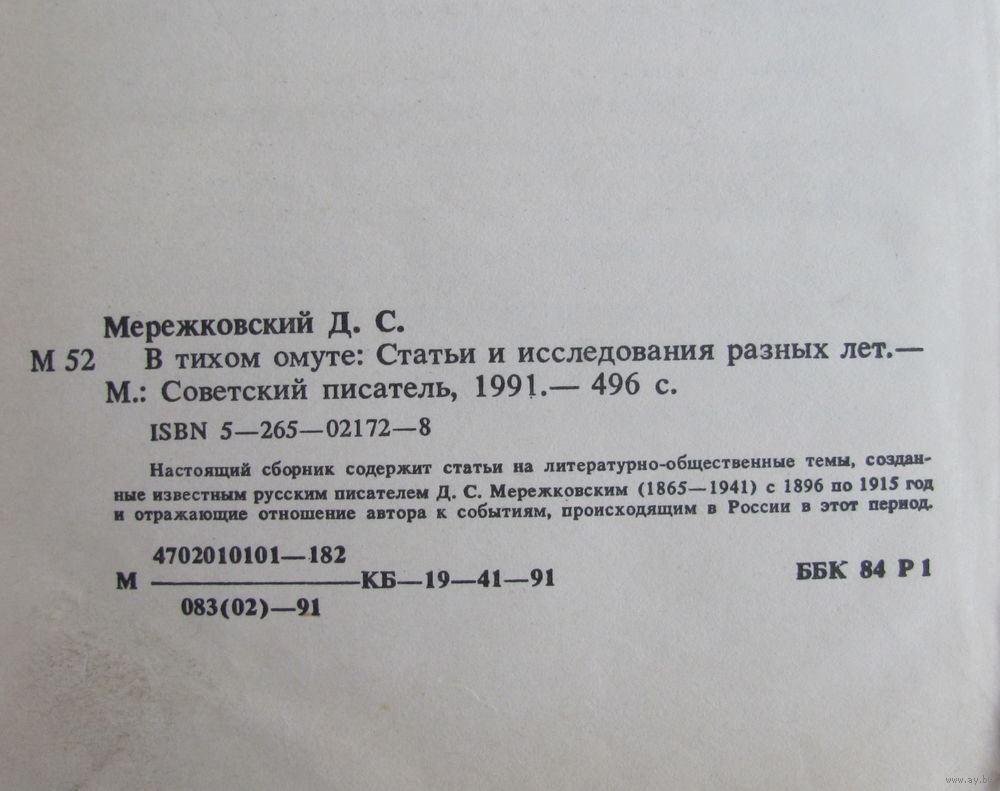 Мережковский Д. С.
М 52 В тихом омуте: Статьи и исследования разных лет.—
М.: Советский писатель, 1991.— 496 с.
ISBN 5—265—02172—8
Настоящий сборник содержит статьи на литературно-общественные темы, создан-
ные известным русским писателем Д. С. Мережковским (1865—1941) с 1896 по 1915 год
и отражающие отношение автора к событиям, происходящим в России в этот период.
4702010101—182
М ——————КБ—19—41—91
083(02)—91
ББК 84 Р1